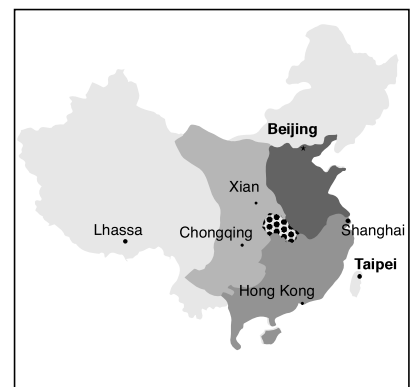 Beijing
Xian
Lhassa
Chongqing
Shanghai
Taipei
Hong Kong